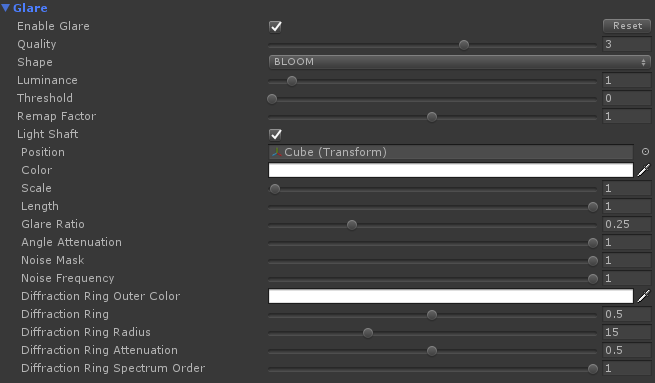 Glare
Enable Glare Reset
Quality 3
Shape BLOOM
Luminance 1
Threshold 0
Remap Factor 1
Light Shaft
Position Cube (Transform)
Color
Scale 1
Length 1
Glare Ratio 0.25
Angle Attenuation 1
Noise Mask 1
Noise Frequency 1
Diffraction Ring Outer Color
Diffraction Ring 0.5
Diffraction Ring Radius 15
Diffraction Ring Attenuation 0.5
Diffraction Ring Spectrum Order 1